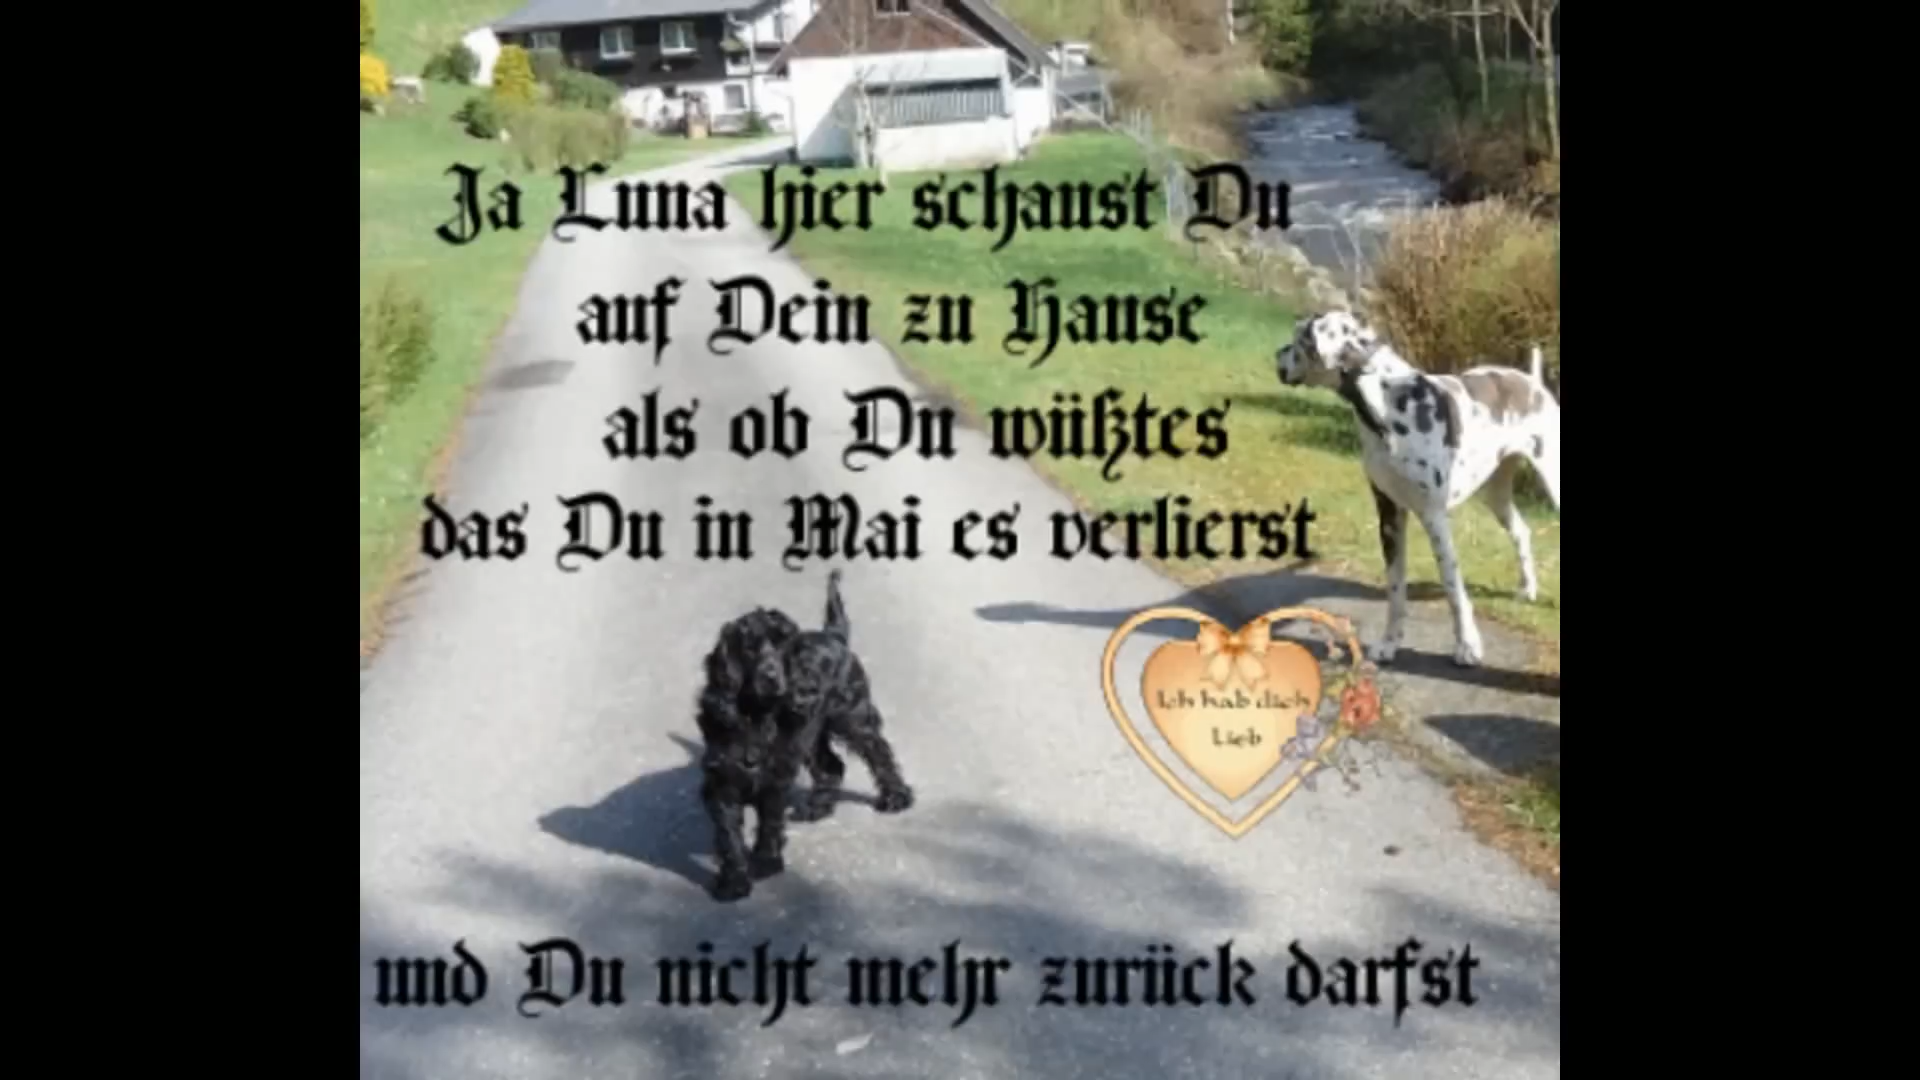 Ja Luna hier schaust Du
auf Dein zu Hause
als ob Du wüßtes
das Du in Mai es verlierst
Ich hab dich
Lieb
und Du nicht mehr zurück darfst